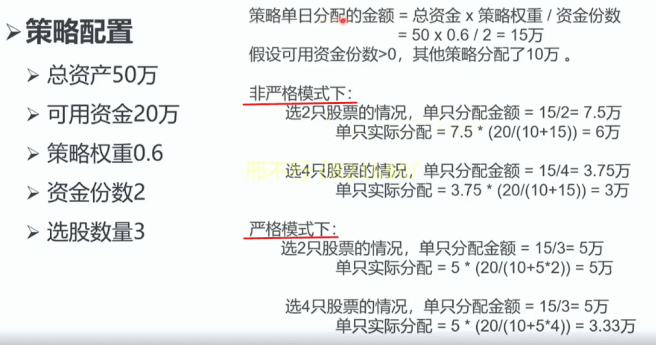 策略配置
总资产50万
可用资金20万
策略权重0.6
资金份数2
选股数量3
策略单日分配的金额 = 总资金 x 策略权重 / 资金份数
= 50 x 0.6 / 2 = 15万
假设可用资金份数>0，其他策略分配了10万 。
非严格模式下：
选2只股票的情况，单只分配金额 = 15/2= 7.5万
单只实际分配 = 7.5 * (20/(10+15)) = 6万
选4只股票的情况，单只分配金额 = 15/4= 3.75万
单只实际分配 = 3.75 * (20/(10+15)) = 3万
严格模式下：
选2只股票的情况，单只分配金额 = 15/3= 5万
单只实际分配 = 5 * (20/(10+5*2)) = 5万
选4只股票的情况，单只分配金额 = 15/3= 5万
单只实际分配 = 5 * (20/(10+5*4)) = 3.33万